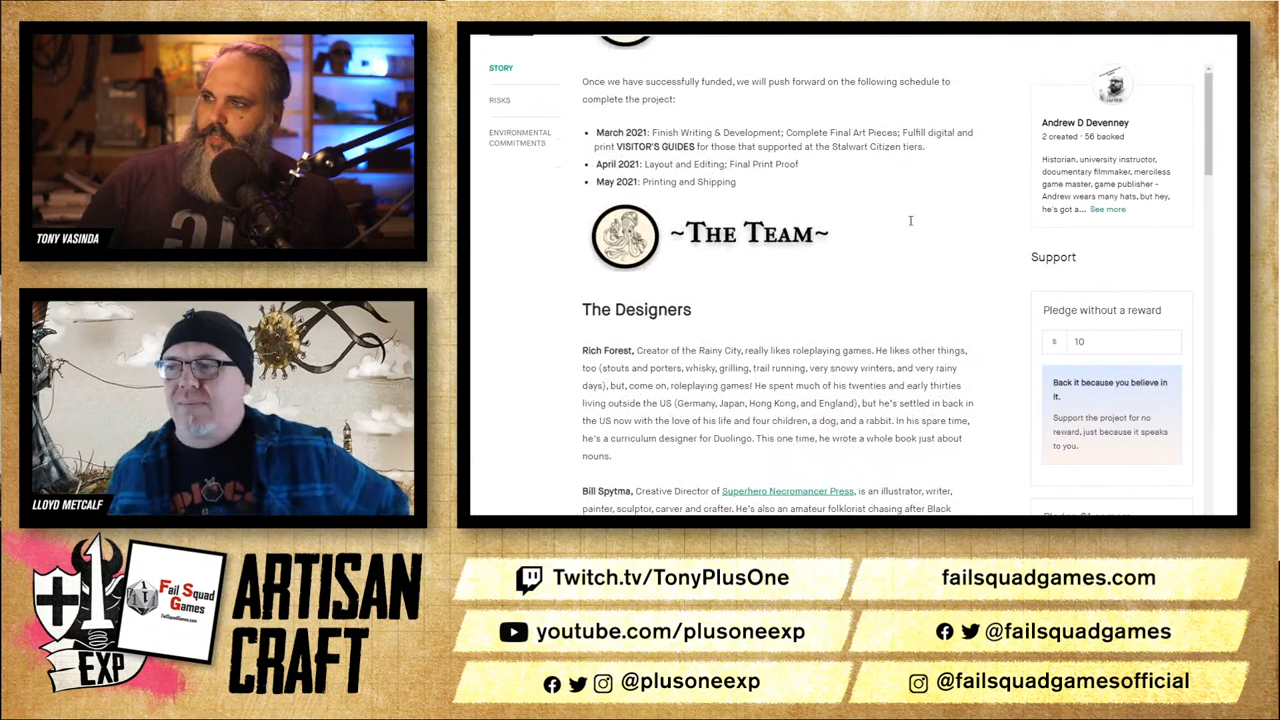 TONY VASINDA
LLOYD METCALF
STORY
RISKS
ENVIRONMENTAL
COMMITMENTS
Once we have successfully funded, we will push forward on the following schedule to
complete the project:
March 2021: Finish Writing & Development; Complete Final Art Pieces; Fulfill digital and
print VISITOR'S GUIDES for those that supported at the Stalwart Citizen tiers.
April 2021: Layout and Editing; Final Print Proof
May 2021: Printing and Shipping
~THE TEAM~
The Designers
Rich Forest, Creator of the Rainy City, really likes roleplaying games. He likes other things,
too (stouts and porters, whisky, grilling, trail running, very snowy winters, and very rainy
days), but, come on, roleplaying games! He spent much of his twenties and early thirties
living outside the US (Germany, Japan, Hong Kong, and England), but he's settled in back in
the US now with the love of his life and four children, a dog, and a rabbit. In his spare time,
he's a curriculum designer for Duolingo. This one time, he wrote a whole book just about
nouns.
Bill Spytma, Creative Director of Superhero Necromancer Press, is an illustrator, writer,
painter, sculptor, carver and crafter. He's also an amateur folklorist chasing after Black
Andrew D Devenney
2 created · 56 backed
Historian, university instructor,
documentary filmmaker, merciless
game master, game publisher -
Andrew wears many hats, but hey,
he's got a... See more
Support
Pledge without a reward
$ 10
Back it because you believe in
it.
Support the project for no
reward, just because it speaks
to you.
1
EXP
Fail Squad
Games
FailSquadGames.com
ARTISAN
CRAFT
Twitch.tv/TonyPlusOne
youtube.com/plusoneexp
@plusoneexp
failsquadgames.com
@failsquadgames
@failsquadgamesofficial